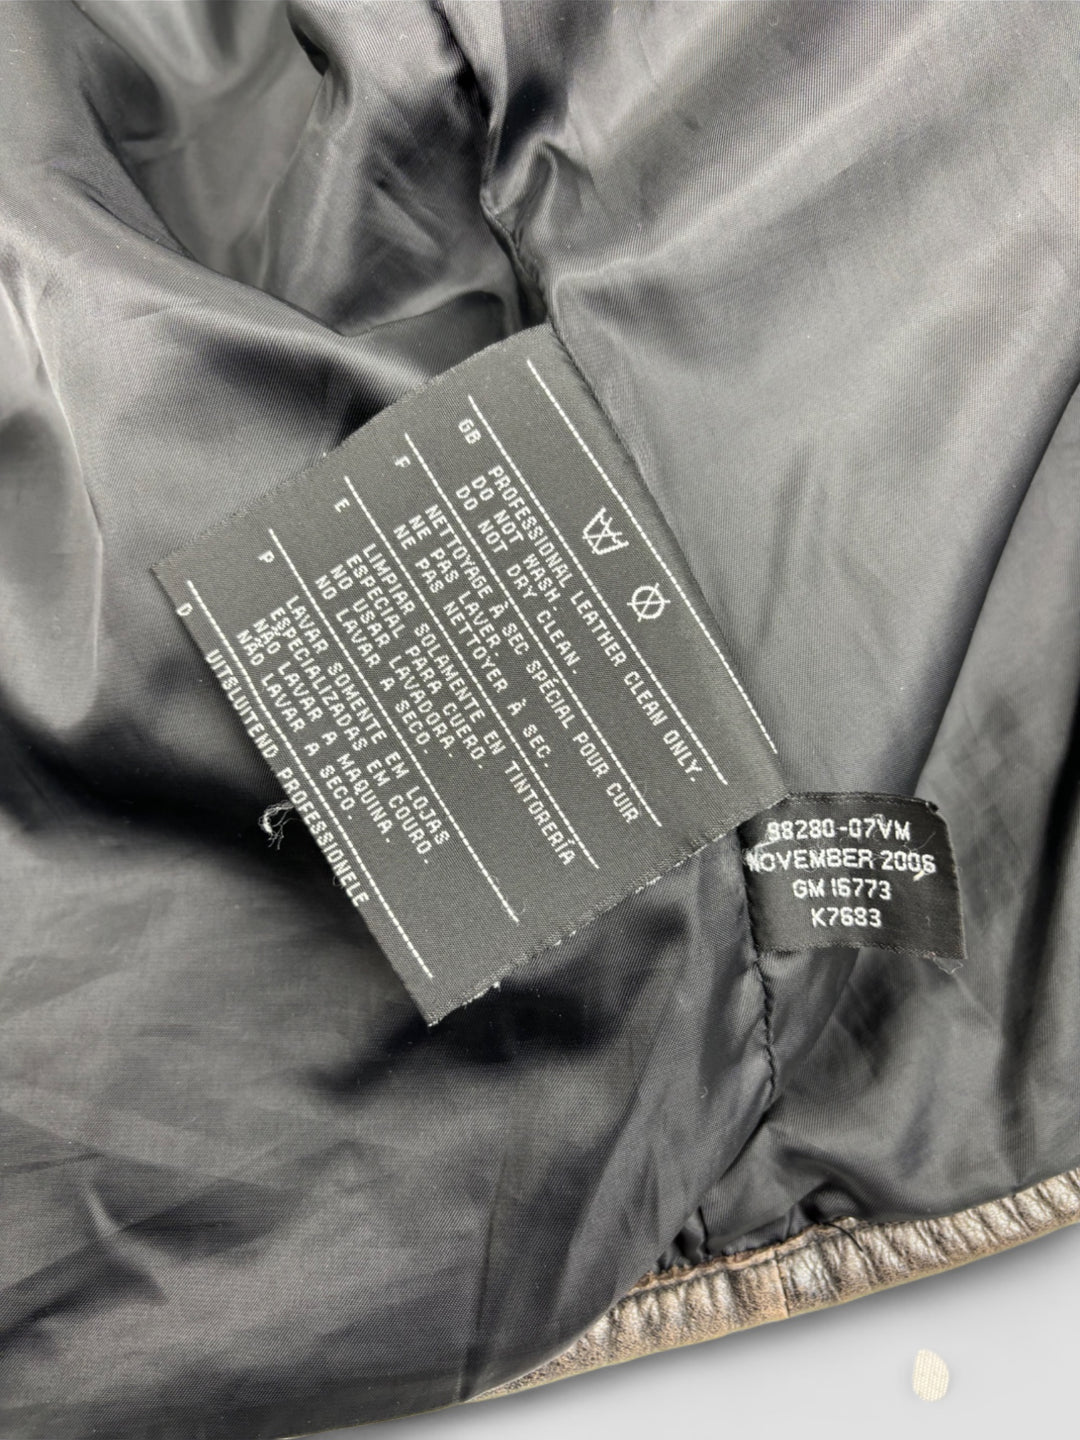 GB
PROFESSIONAL LEATHER CLEAN ONLY.
DO NOT WASH.
DO NOT DRY CLEAN.
F
NETTOYAGE À SEC SPÉCIAL POUR CUIR
NE PAS LAVER.
NE PAS NETTOYER À SEC.
E
LIMPIAR SOLAMENTE EN TINTORERÍA
ESPECIAL PARA CUERO.
NO USAR LAVADORA.
NO LAVAR A SECO.
P
LAVAR SOMENTE EM LOJAS
ESPECIALIZADAS EM COURO.
NÃO LAVAR A MAQUINA.
NÃO LAVAR A SECO.
D
UITSLUITEND PROFESSIONELE
98280-07VM
NOVEMBER 2006
GM 16773
K7683